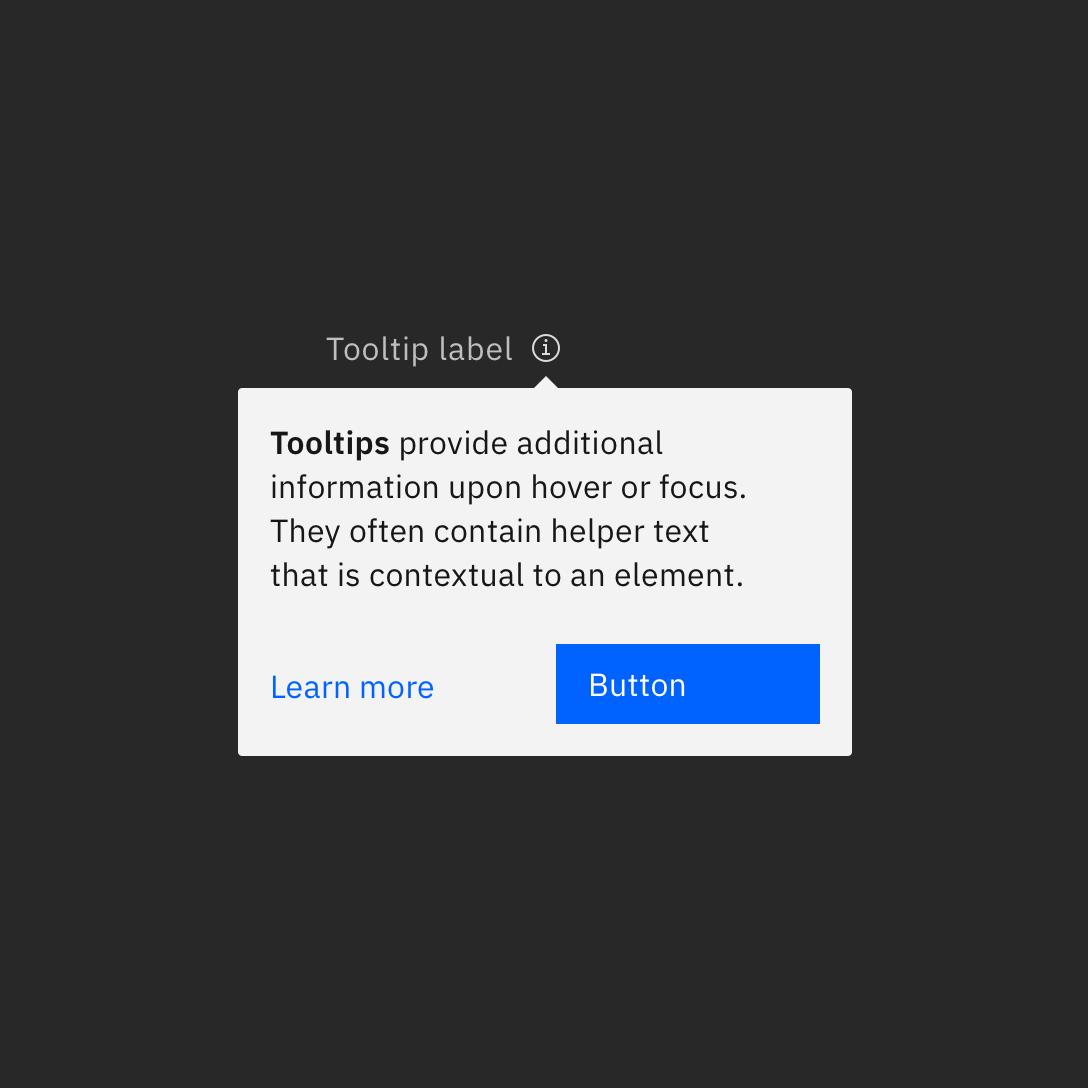 Tooltip label
Tooltips provide additional
information upon hover or focus.
They often contain helper text
that is contextual to an element.
Learn more
Button